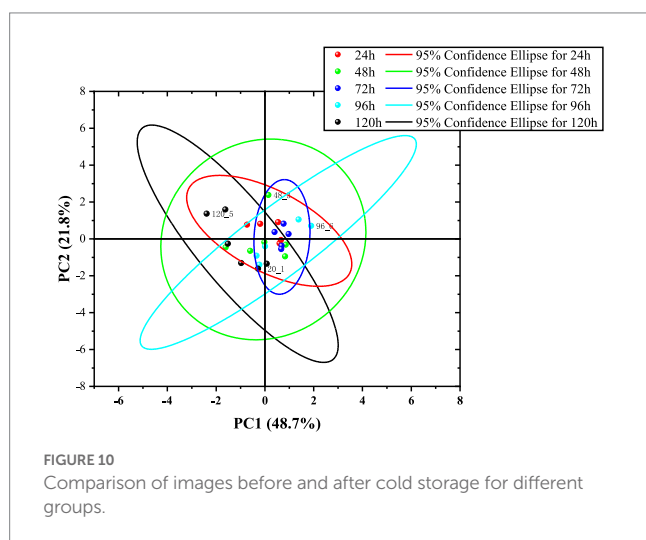 24h 95% Confidence Ellipse for 24h
48h 95% Confidence Ellipse for 48h
72h 95% Confidence Ellipse for 72h
96h 95% Confidence Ellipse for 96h
120h 95% Confidence Ellipse for 120h
8
6
4
2
0
-2
-4
-6
-8
PC2 (21.8%)
120_5
96_6
20_1
-6 -4 -2 0 2 4 6 8
PC1 (48.7%)
FIGURE 10
Comparison of images before and after cold storage for different
groups.